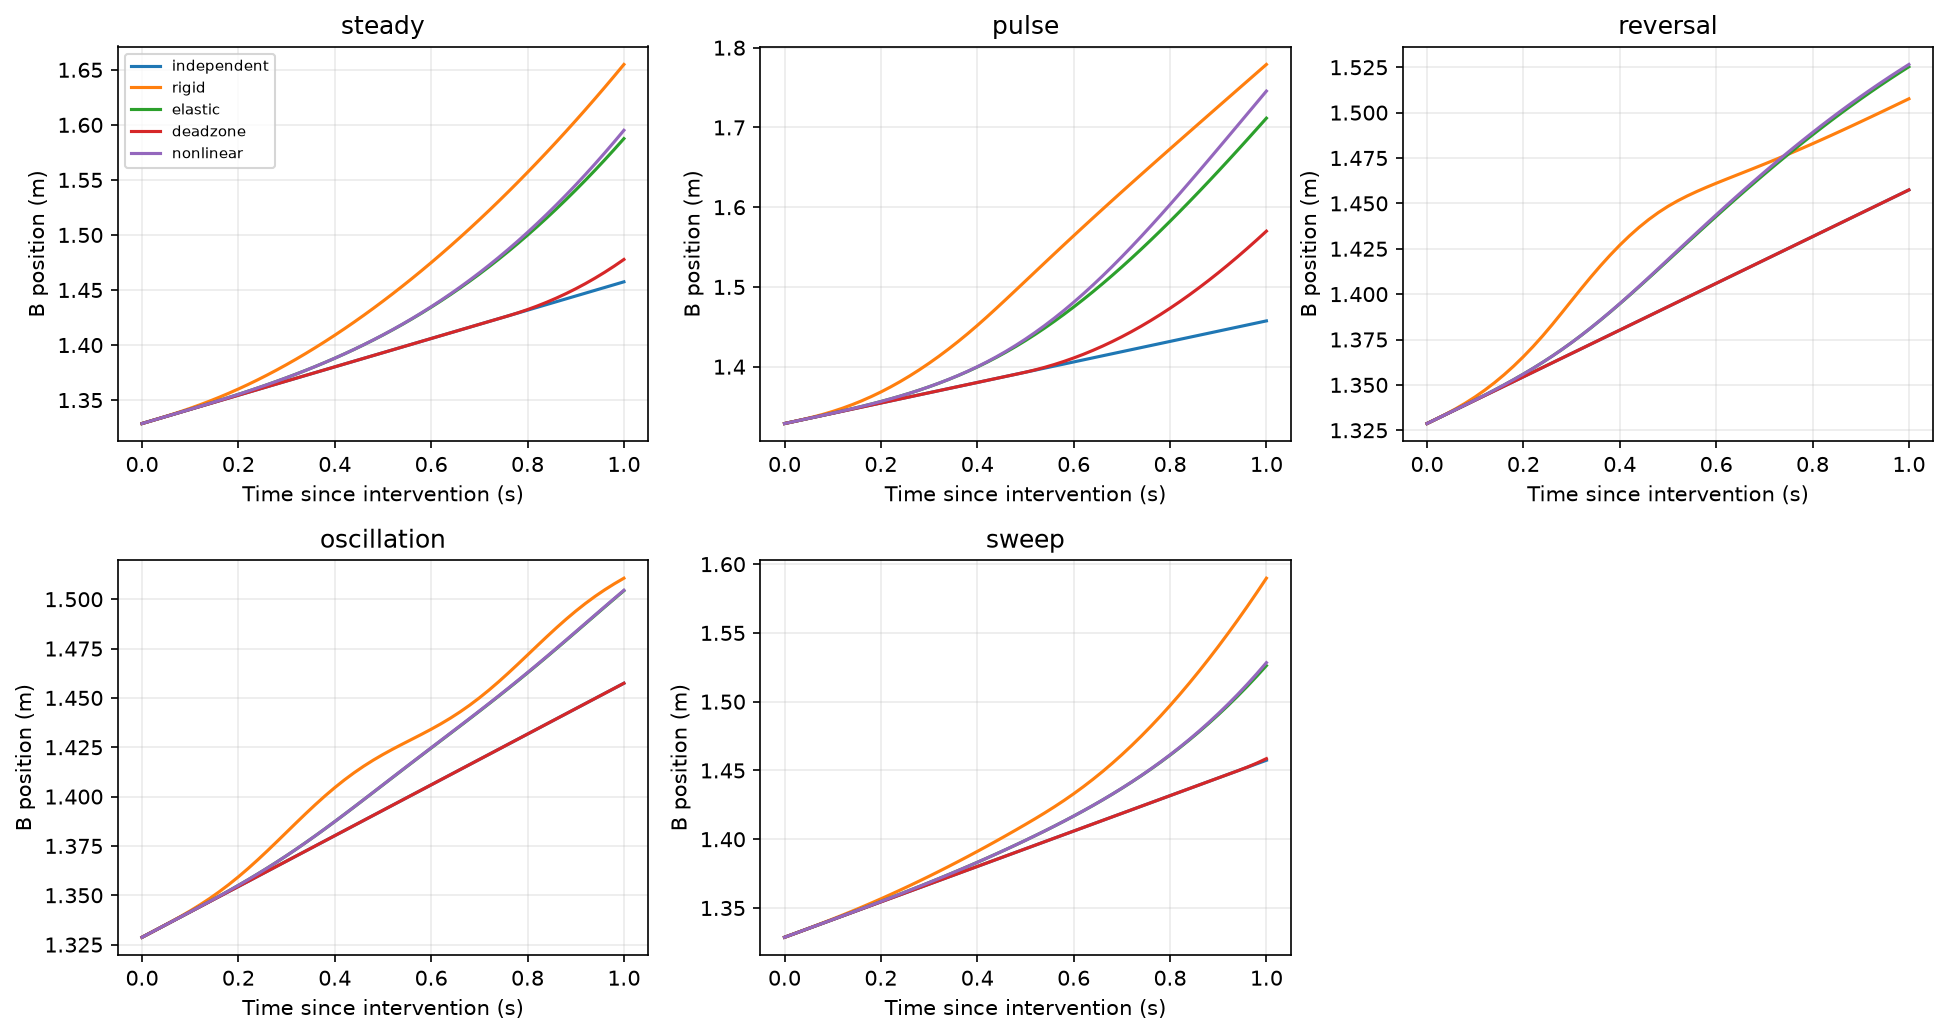 steady
independent
rigid
elastic
deadzone
nonlinear
1.65
1.60
1.55
1.50
1.45
1.40
1.35
B position (m)
0.0 0.2 0.4 0.6 0.8 1.0
Time since intervention (s)
pulse
1.8
1.7
1.6
1.5
1.4
B position (m)
0.0 0.2 0.4 0.6 0.8 1.0
Time since intervention (s)
reversal
1.525
1.500
1.475
1.450
1.425
1.400
1.375
1.350
1.325
B position (m)
0.0 0.2 0.4 0.6 0.8 1.0
Time since intervention (s)
oscillation
1.500
1.475
1.450
1.425
1.400
1.375
1.350
1.325
B position (m)
0.0 0.2 0.4 0.6 0.8 1.0
Time since intervention (s)
sweep
1.60
1.55
1.50
1.45
1.40
1.35
B position (m)
0.0 0.2 0.4 0.6 0.8 1.0
Time since intervention (s)